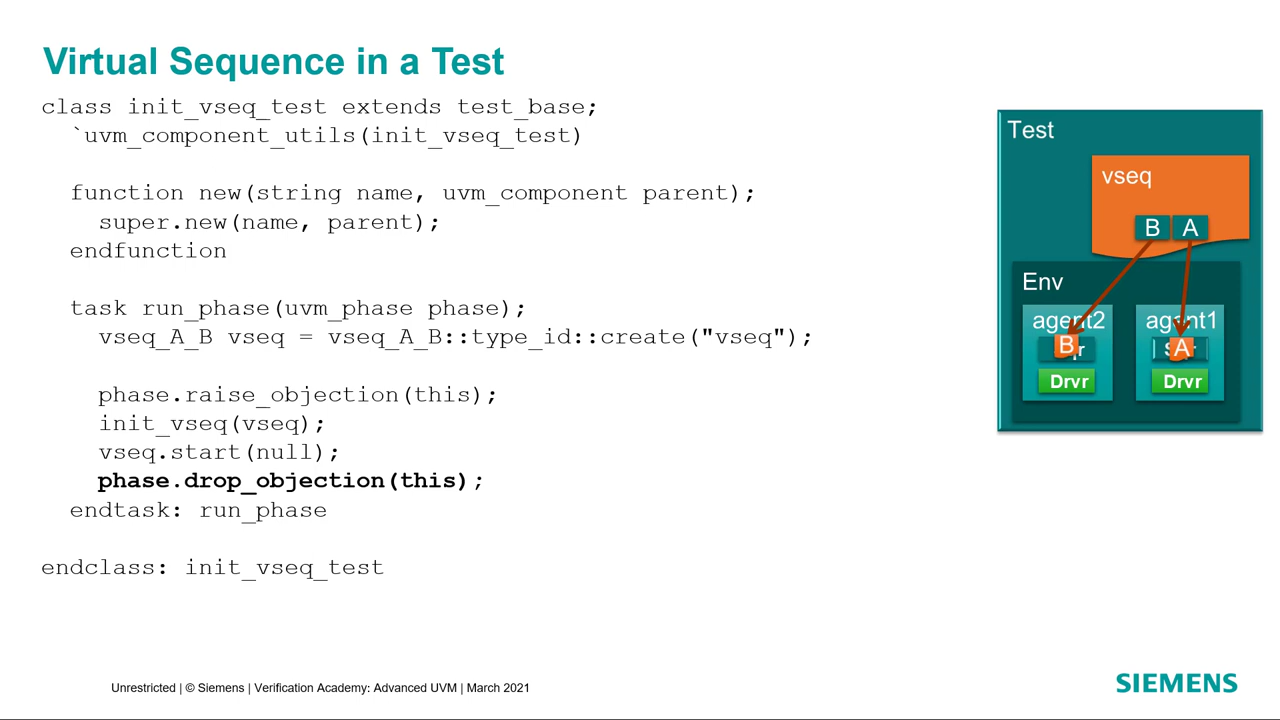 Virtual Sequence in a Test
class init_vseq_test extends test_base;
`uvm_component_utils(init_vseq_test)
function new(string name, uvm_component parent);
super.new(name, parent);
endfunction
task run_phase(uvm_phase phase);
vseq_A_B vseq = vseq_A_B::type_id::create("vseq");
phase.raise_objection(this);
init_vseq(vseq);
vseq.start(null);
phase.drop_objection(this);
endtask: run_phase
endclass: init_vseq_test
Test
vseq
B A
Env
agent2 agent1
B A
Drvr Drvr
Unrestricted | © Siemens | Verification Academy: Advanced UVM | March 2021
SIEMENS